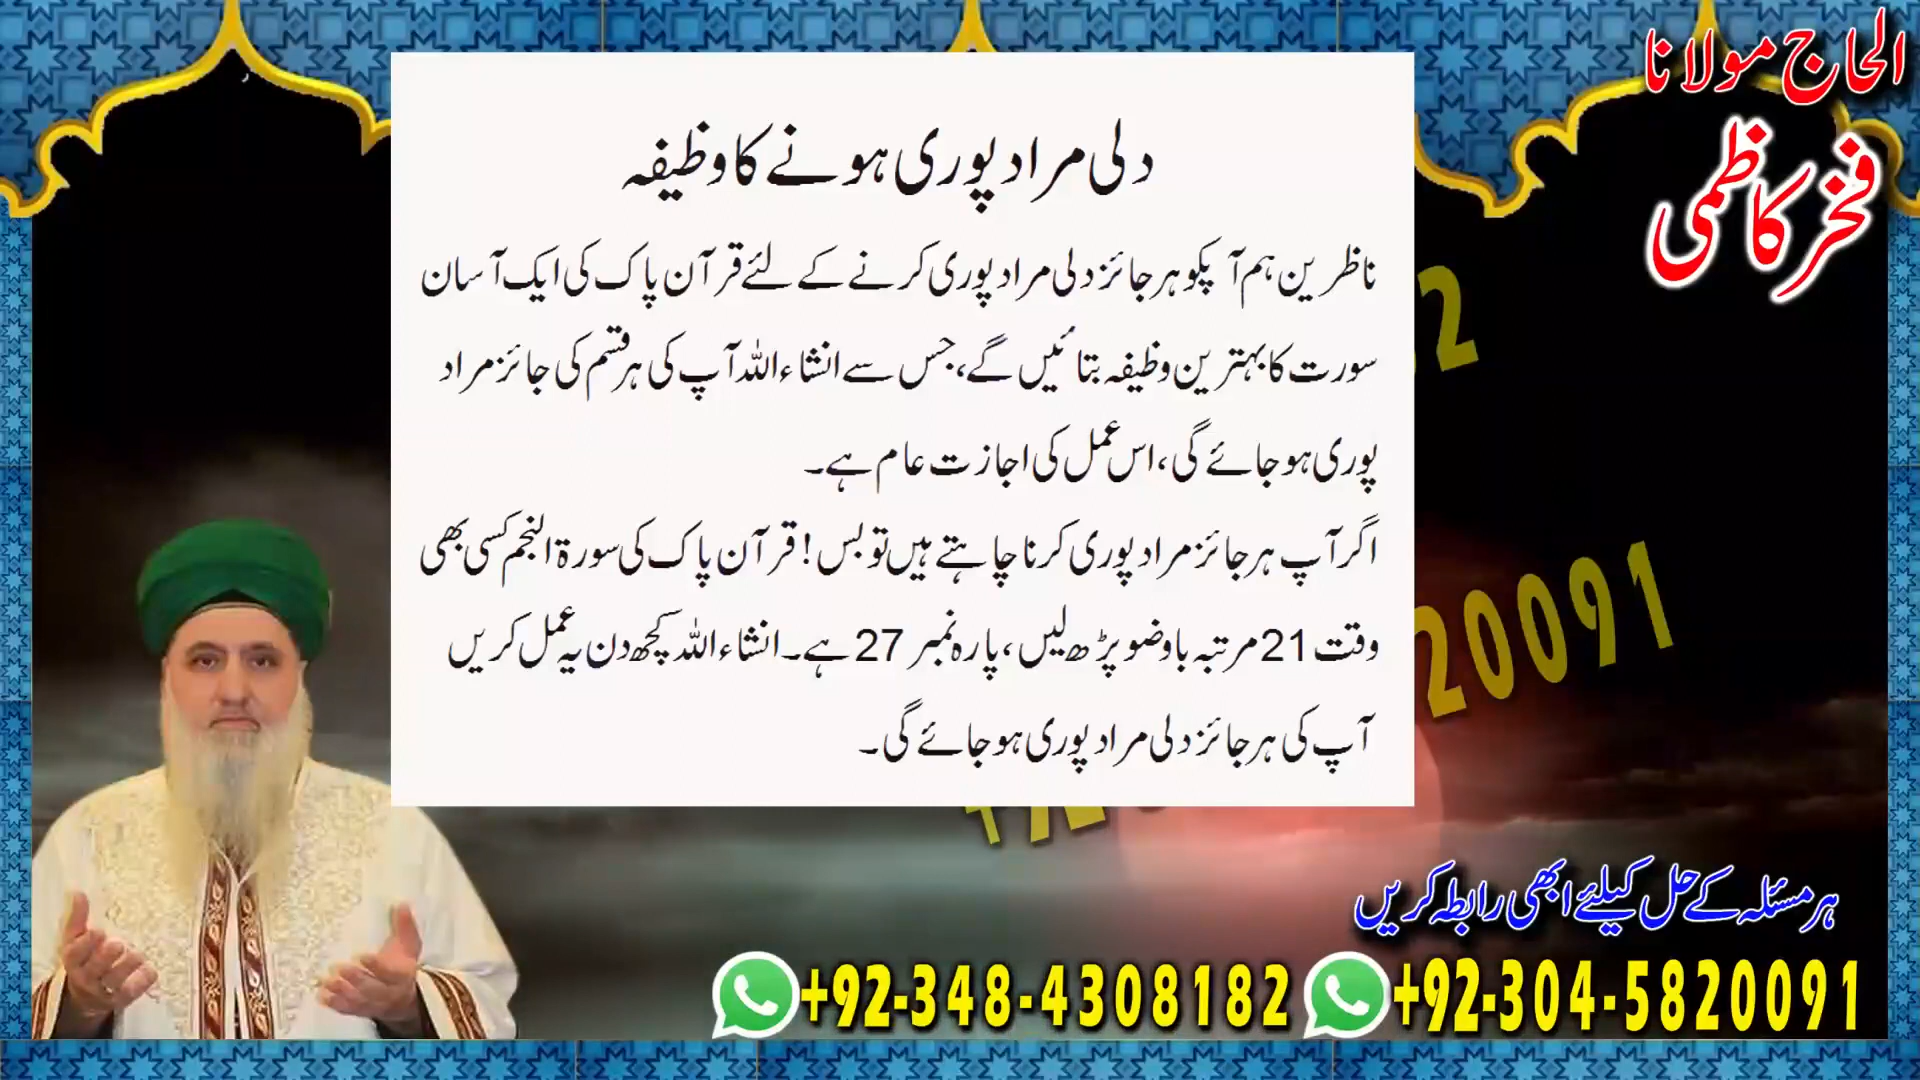 الحاج مولانا
فخر کاظمی
دلی مراد پوری ہونے کا وظیفہ
ناظرین ہم آپکو ہر جائز دلی مراد پوری کرنے کے لئے قرآن پاک کی ایک آسان
سورت کا بہترین وظیفہ بتائیں گے، جس سے انشاء اللہ آپ کی ہر قسم کی جائز مراد
پوری ہو جائے گی، اس عمل کی اجازت عام ہے۔
اگر آپ ہر جائز مراد پوری کرنا چاہتے ہیں تو بس! قرآن پاک کی سورۃ النجم کسی بھی
وقت 21 مرتبہ باوضو پڑھ لیں، پارہ نمبر 27 ہے۔ انشاء اللہ کچھ دن یہ عمل کریں
آپ کی ہر جائز دلی مراد پوری ہو جائے گی۔
20091
ہر مسئلہ کے حل کیلئے ابھی رابطہ کریں
+92-348-4308182
+92-304-5820091